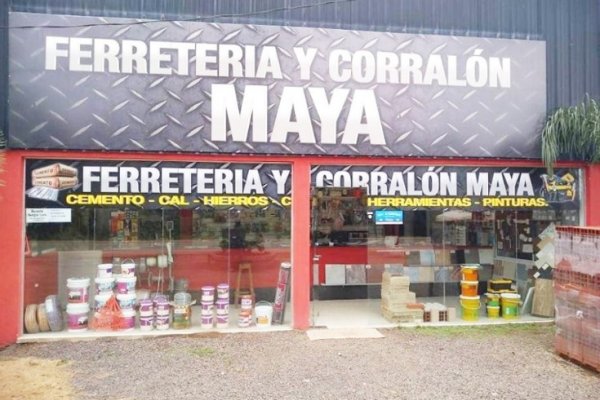 FERRETERIA Y CORRALÓN
MAYA
FERRETERIA Y CORRALÓN MAYA
CEMENTO - CAL - HIERROS - C HERRAMIENTAS - PINTURAS